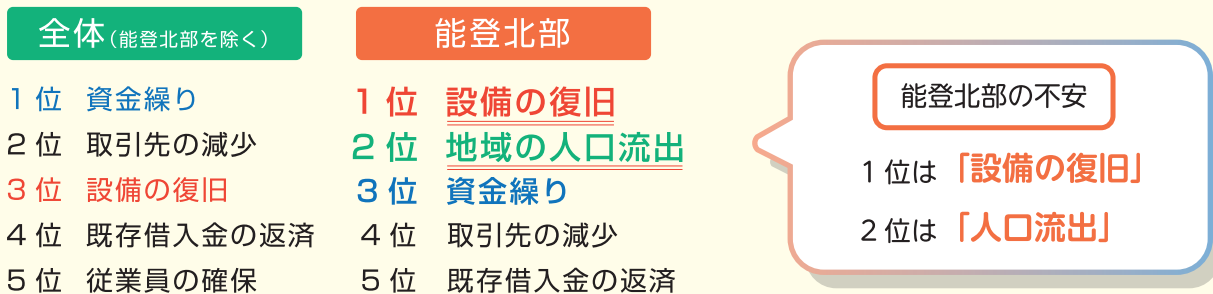 全体(能登北部を除く)
1位 資金繰り
2位 取引先の減少
3位 設備の復旧
4位 既存借入金の返済
5位 従業員の確保
能登北部
1位 設備の復旧
2位 地域の人口流出
3位 資金繰り
4位 取引先の減少
5位 既存借入金の返済
能登北部の不安
1位は「設備の復旧」
2位は「人口流出」